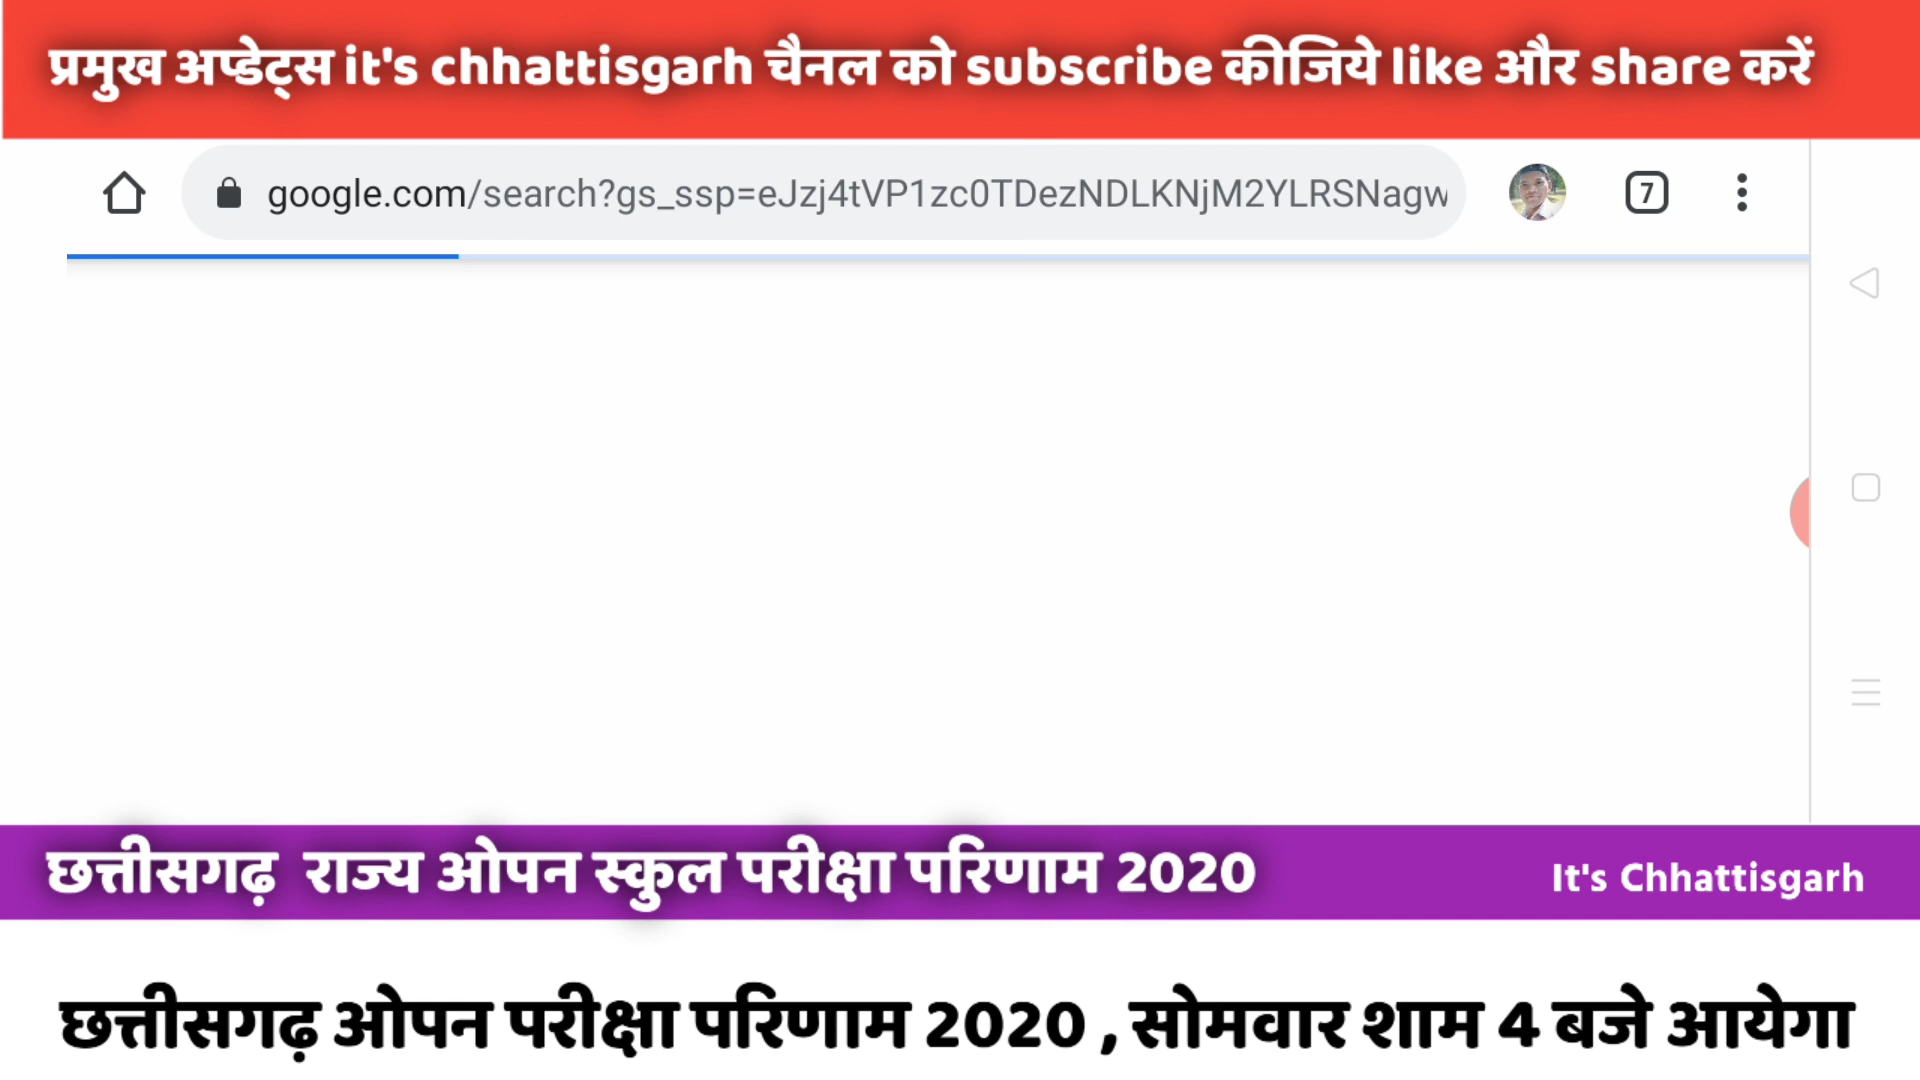 प्रमुख अप्डेट्स it's chhattisgarh चैनल को subscribe कीजिये like और share करें
google.com/search?gs_ssp=eJzj4tVP1zc0TDezNDLKNjM2YLRSNagw
7
छत्तीसगढ़ राज्य ओपन स्कुल परीक्षा परिणाम 2020
It's Chhattisgarh
छत्तीसगढ़ ओपन परीक्षा परिणाम 2020 , सोमवार शाम 4 बजे आयेगा